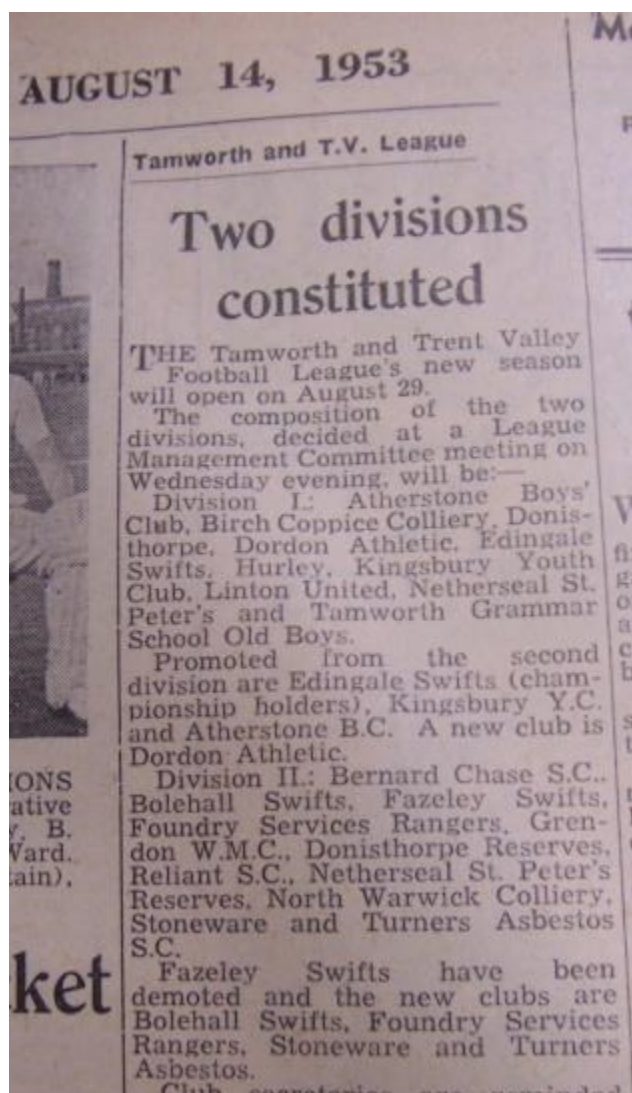 AUGUST 14, 1953
Tamworth and T.V. League
Two divisions
constituted
THE Tamworth and Trent Valley
Football League's new season
will open on August 29.
The composition of the two
divisions, decided at a League
Management Committee meeting on
Wednesday evening, will be:—
Division I.: Atherstone Boys'
Club, Birch Coppice Colliery, Donis-
thorpe, Dordon Athletic, Edingale
Swifts, Hurley, Kingsbury Youth
Club, Linton United, Netherseal St.
Peter's and Tamworth Grammar
School Old Boys.
Promoted from the second
division are Edingale Swifts (cham-
pionship holders), Kingsbury Y.C.
and Atherstone B.C. A new club is
Dordon Athletic.
Division II.: Bernard Chase S.C.,
Bolehall Swifts, Fazeley Swifts,
Foundry Services Rangers, Gren-
don W.M.C., Donisthorpe Reserves,
Reliant S.C., Netherseal St. Peter's
Reserves, North Warwick Colliery,
Stoneware and Turners Asbestos
S.C.
Fazeley Swifts have been
demoted and the new clubs are
Bolehall Swifts, Foundry Services
Rangers, Stoneware and Turners
Asbestos.
Club secretaries are reminded
IONS
ative
y, B.
Ward.
tain),
ket